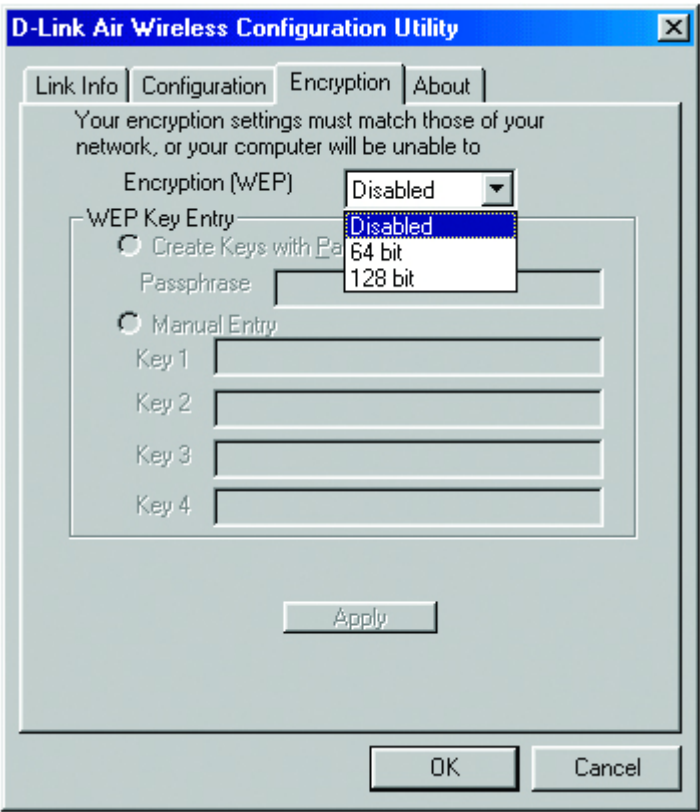 D-Link Air Wireless Configuration Utility
Link Info Configuration Encryption About
Your encryption settings must match those of your
network, or your computer will be unable to
Encryption (WEP) Disabled
Disabled
64 bit
128 bit
WEP Key Entry
Create Keys with Pa
Passphrase
Manual Entry
Key 1
Key 2
Key 3
Key 4
Apply
OK Cancel